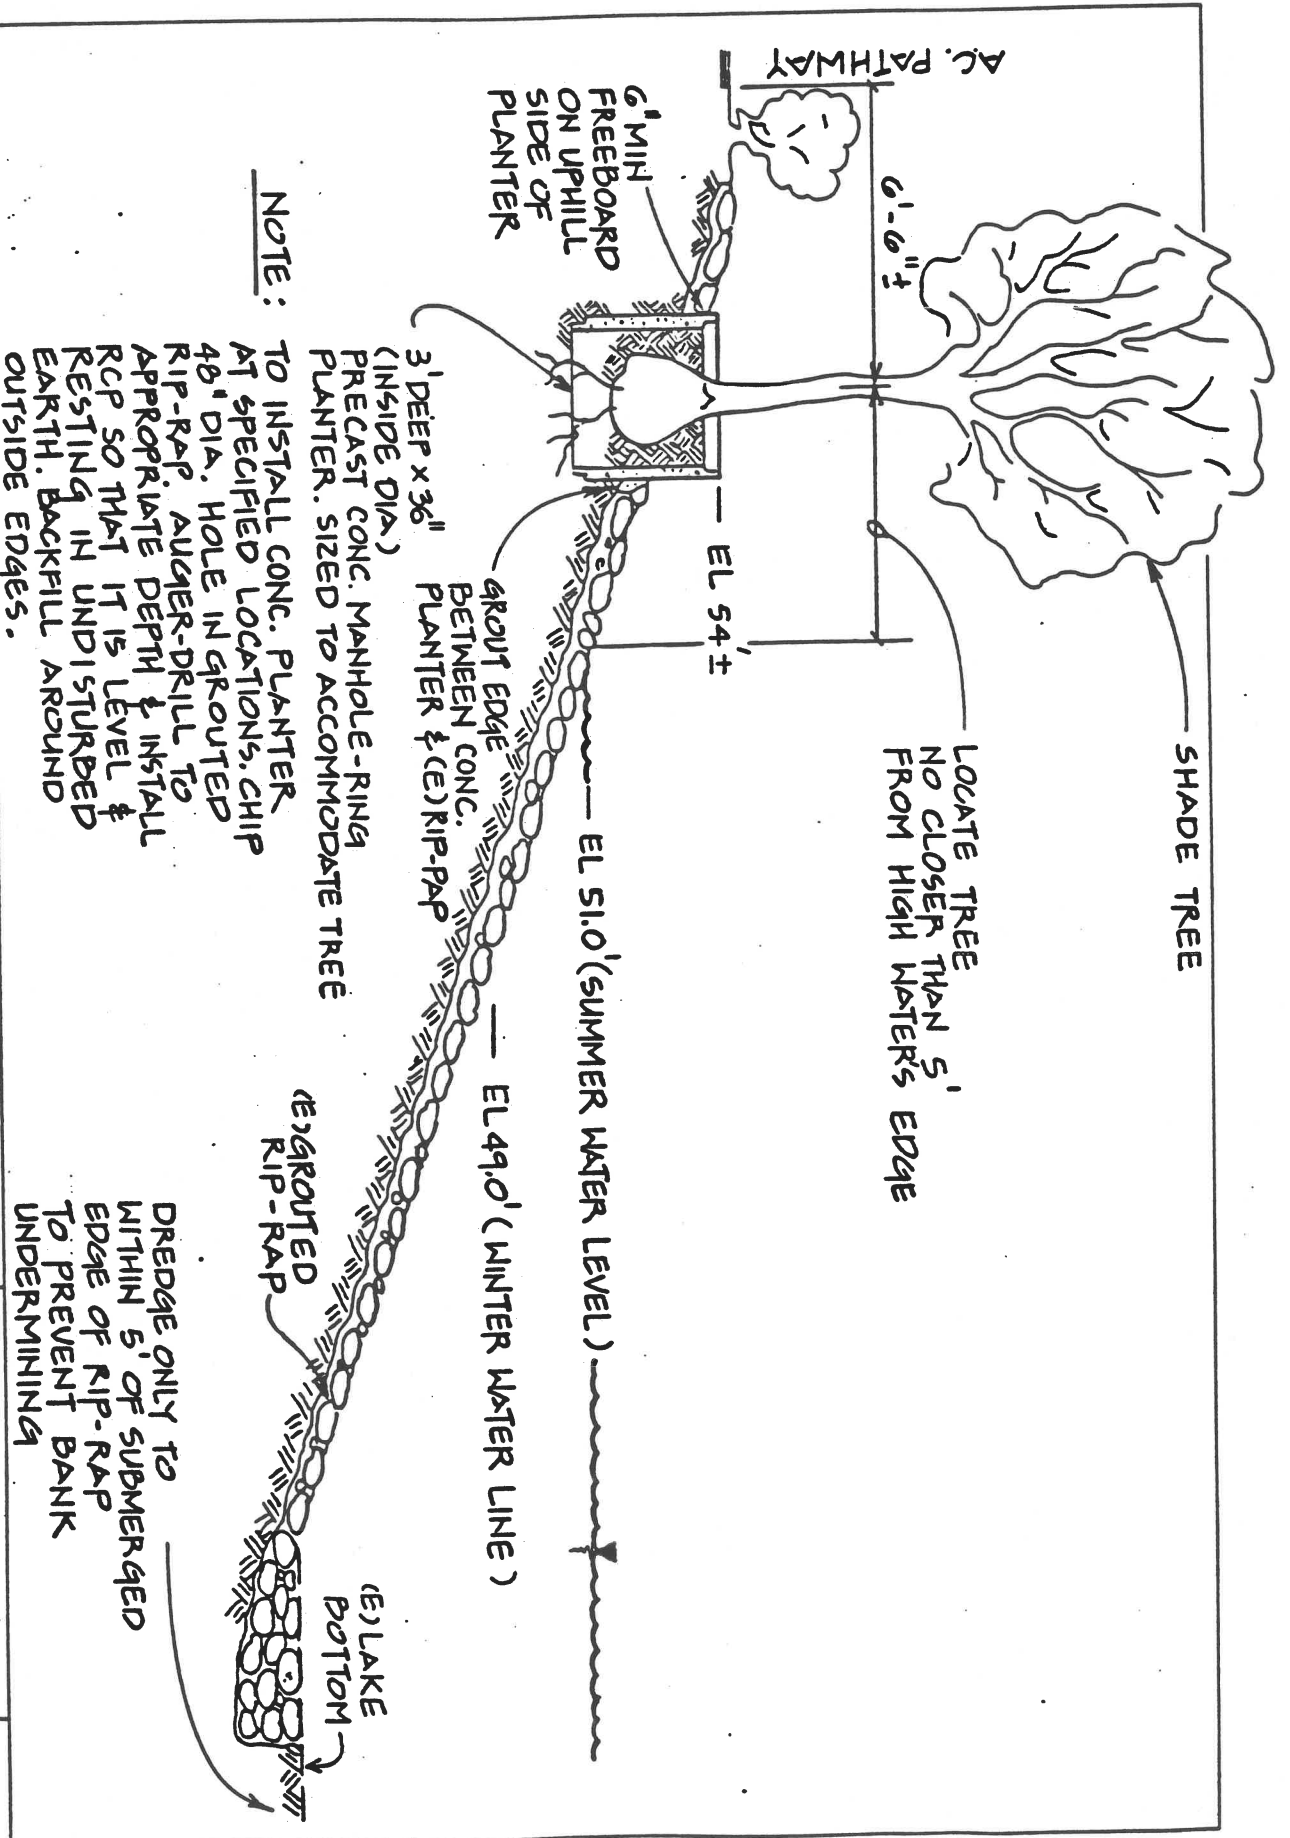 SHADE TREE
A.C. PATHWAY
6'-6"±
LOCATE TREE
NO CLOSER THAN 5'
FROM HIGH WATER'S EDGE
EL 54'±
6" MIN
FREEBOARD
ON UPHILL
SIDE OF
PLANTER
EL 51.0' (SUMMER WATER LEVEL)
EL 49.0' (WINTER WATER LINE)
GROUT EDGE
BETWEEN CONC.
PLANTER & (E) RIP-PAP
3' DEEP X 36"
(INSIDE DIA)
PRECAST CONC. MANHOLE-RING
PLANTER. SIZED TO ACCOMMODATE TREE
(E) LAKE
BOTTOM
(E) GROUTED
RIP-RAP
NOTE: TO INSTALL CONC. PLANTER
AT SPECIFIED LOCATIONS. CHIP
48" DIA. HOLE IN GROUTED
RIP-RAP. AUGER-DRILL TO
APPROPRIATE DEPTH & INSTALL
RCP SO THAT IT IS LEVEL &
RESTING IN UNDISTURBED
EARTH. BACKFILL AROUND
OUTSIDE EDGES.
DREDGE ONLY TO
WITHIN 5' OF SUBMERGED
EDGE OF RIP-RAP
TO PREVENT BANK
UNDERMINING